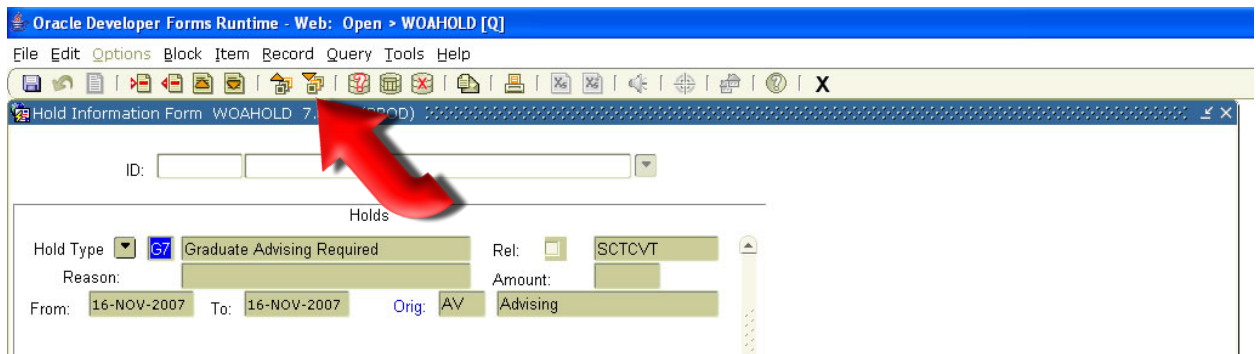 Oracle Developer Forms Runtime - Web: Open > WOAHOLD [Q]
File Edit Options Block Item Record Query Tools Help
X
Hold Information Form WOAHOLD 7. OD)
ID:
Holds
Hold Type G7 Graduate Advising Required Rel: SCTCVT
Reason: Amount:
From: 16-NOV-2007 To: 16-NOV-2007 Orig: AV Advising